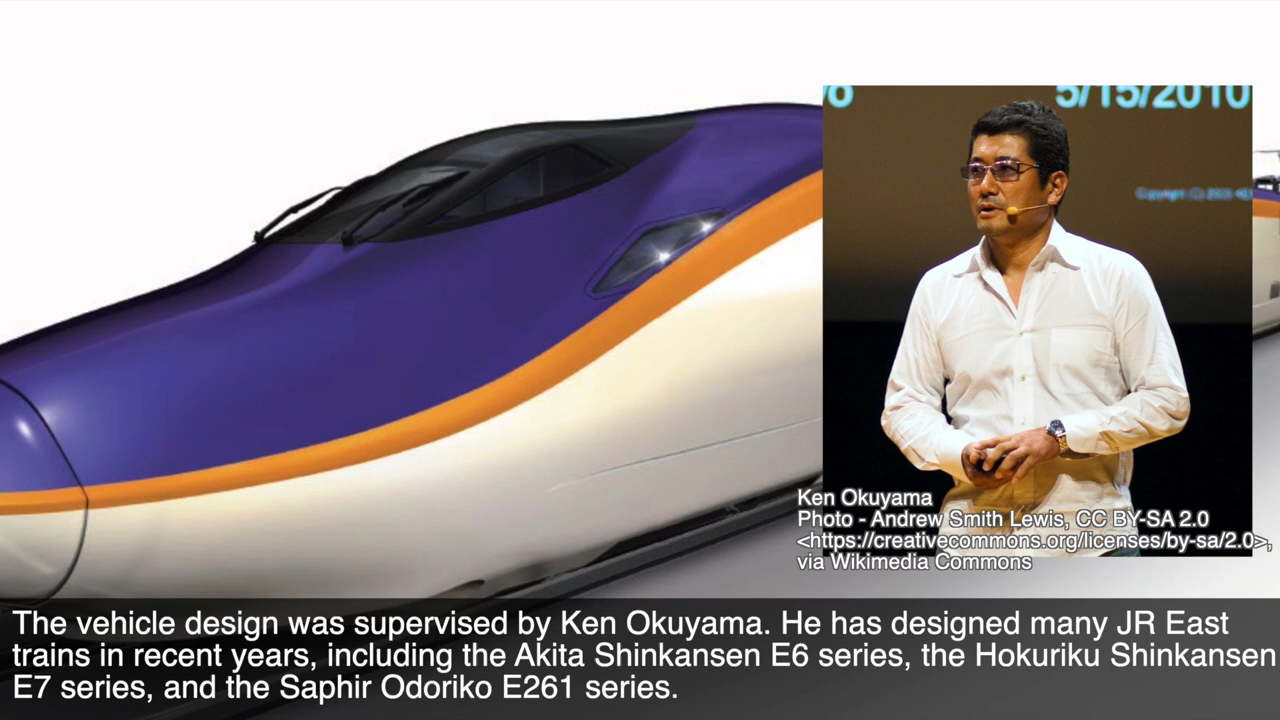 5/15/2010
Ken Okuyama
Photo - Andrew Smith Lewis, CC BY-SA 2.0
<https://creativecommons.org/licenses/by-sa/2.0>,
via Wikimedia Commons
The vehicle design was supervised by Ken Okuyama. He has designed many JR East
trains in recent years, including the Akita Shinkansen E6 series, the Hokuriku Shinkansen
E7 series, and the Saphir Odoriko E261 series.